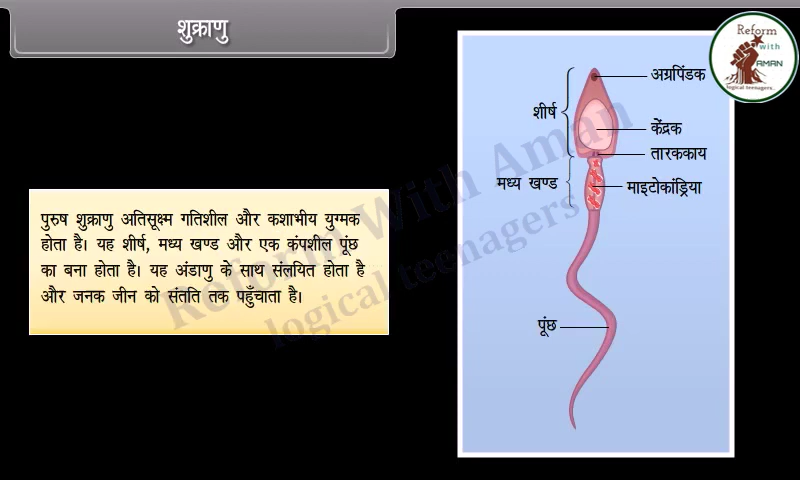 शुक्राणु
Reform
with
AMAN
logical teenagers..
अग्रपिंडक
शीर्ष
केंद्रक
तारककाय
मध्य खण्ड
माइटोकांड्रिया
पूंछ
पुरुष शुक्राणु अतिसूक्ष्म गतिशील और कशाभीय युग्मक
होता है। यह शीर्ष, मध्य खण्ड और एक कंपशील पूंछ
का बना होता है। यह अंडाणु के साथ संलयित होता है
और जनक जीन को संतति तक पहुँचाता है।
Reform With Aman
logical teenagers